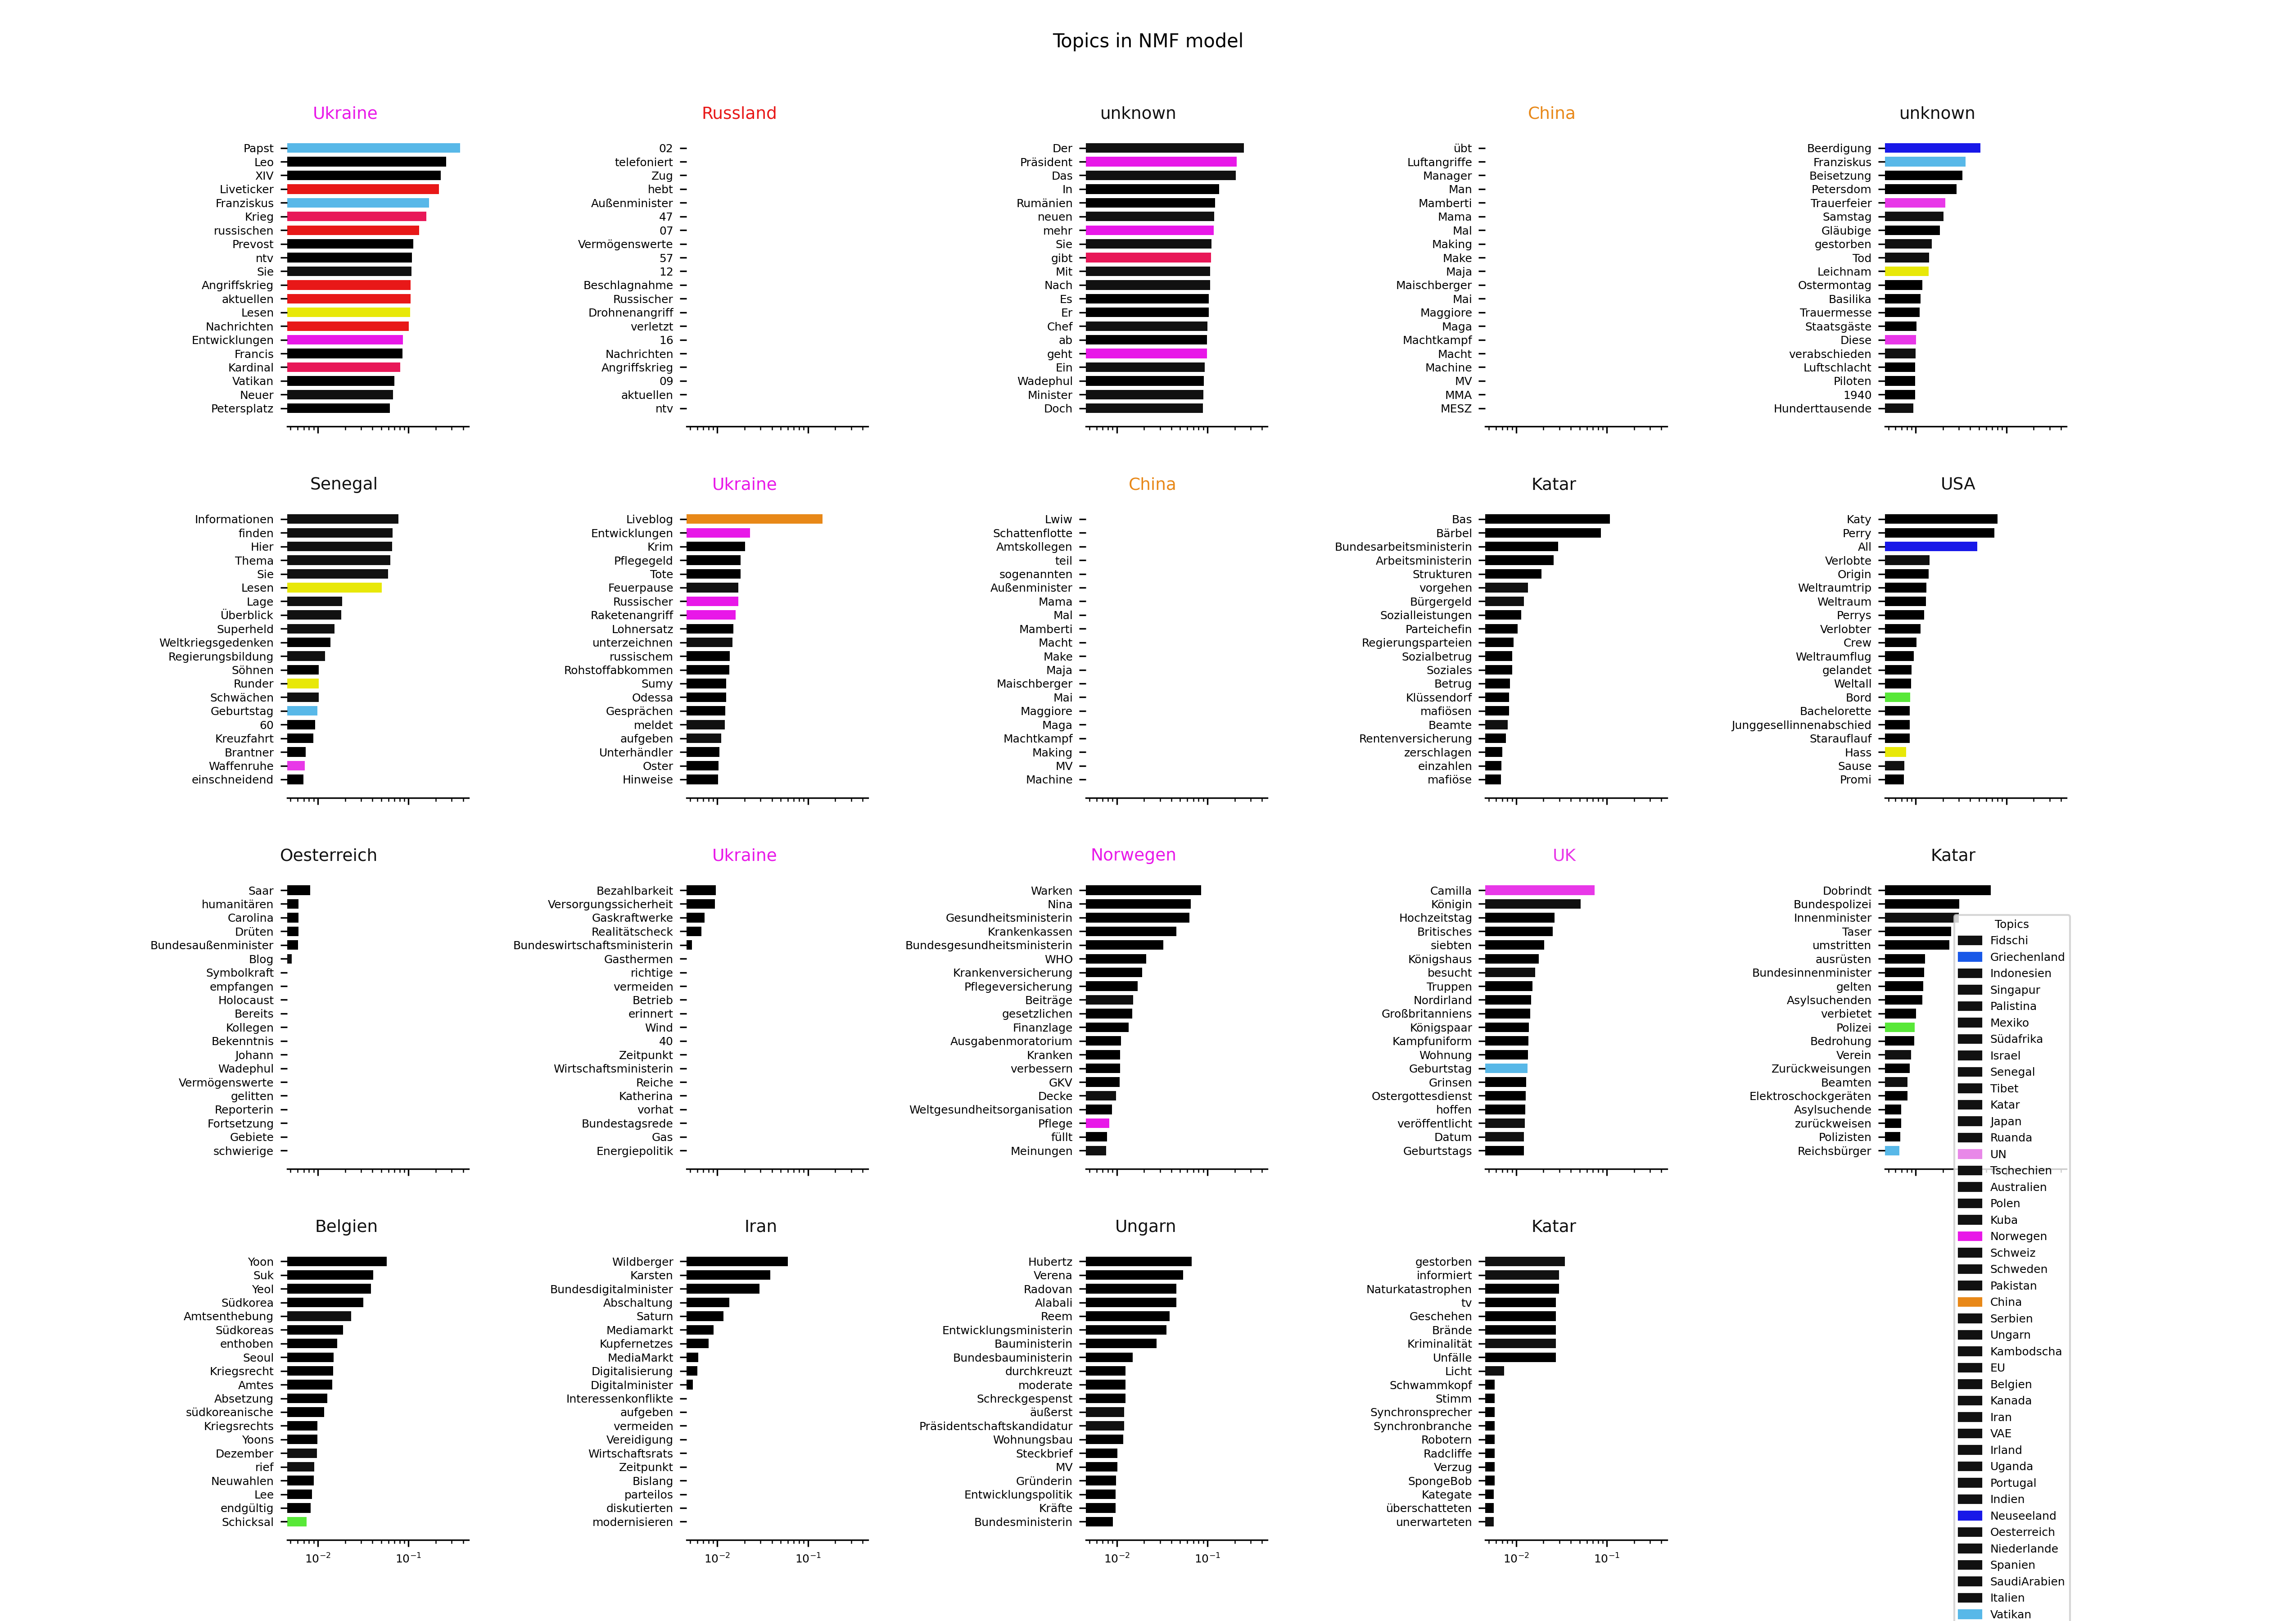 Topics in NMF model
Ukraine
Papst
Leo
XIV
Liveticker
Franziskus
Krieg
russischen
Prevost
ntv
Sie
Angriffskrieg
aktuellen
Lesen
Nachrichten
Entwicklungen
Francis
Kardinal
Vatikan
Neuer
Petersplatz
Russland
02
telefoniert
Zug
hebt
Außenminister
47
07
Vermögenswerte
57
12
Beschlagnahme
Russischer
Drohnenangriff
verletzt
16
Nachrichten
Angriffskrieg
09
aktuellen
ntv
unknown
Der
Präsident
Das
In
Rumänien
neuen
mehr
Sie
gibt
Mit
Nach
Es
Er
Chef
ab
geht
Ein
Wadephul
Minister
Doch
China
übt
Luftangriffe
Manager
Man
Mamberti
Mama
Mal
Making
Make
Maja
Maischberger
Mai
Maggiore
Maga
Machtkampf
Macht
Machine
MV
MMA
MESZ
unknown
Beerdigung
Franziskus
Beisetzung
Petersdom
Trauerfeier
Samstag
Gläubige
gestorben
Tod
Leichnam
Ostermontag
Basilika
Trauermesse
Staatsgäste
Diese
verabschieden
Luftschlacht
Piloten
1940
Hunderttausende
Senegal
Informationen
finden
Hier
Thema
Sie
Lesen
Lage
Überblick
Superheld
Weltkriegsgedenken
Regierungsbildung
Söhnen
Runder
Schwächen
Geburtstag
60
Kreuzfahrt
Brantner
Waffenruhe
einschneidend
Ukraine
Liveblog
Entwicklungen
Krim
Pflegegeld
Tote
Feuerpause
Russischer
Raketenangriff
Lohnersatz
unterzeichnen
russischem
Rohstoffabkommen
Sumy
Odessa
Gesprächen
meldet
aufgeben
Unterhändler
Oster
Hinweise
China
Lwiw
Schattenflotte
Amtskollegen
teil
sogenannten
Außenminister
Mama
Mal
Mamberti
Macht
Make
Maja
Maischberger
Mai
Maggiore
Maga
Machtkampf
Making
MV
Machine
Katar
Bas
Bärbel
Bundesarbeitsministerin
Arbeitsministerin
Strukturen
vorgehen
Bürgergeld
Sozialleistungen
Parteichefin
Regierungsparteien
Sozialbetrug
Soziales
Betrug
Klüssendorf
mafiösen
Beamte
Rentenversicherung
zerschlagen
einzahlen
mafiöse
USA
Katy
Perry
All
Verlobte
Origin
Weltraumtrip
Weltraum
Perrys
Verlobter
Crew
Weltraumflug
gelandet
Weltall
Bord
Bachelorette
Junggesellinnenabschied
Starauflauf
Hass
Sause
Promi
Oesterreich
Saar
humanitären
Carolina
Drüten
Bundesaußenminister
Blog
Symbolkraft
empfangen
Holocaust
Bereits
Kollegen
Bekenntnis
Johann
Wadephul
Vermögenswerte
gelitten
Reporterin
Fortsetzung
Gebiete
schwierige
Ukraine
Bezahlbarkeit
Versorgungssicherheit
Gaskraftwerke
Realitätscheck
Bundeswirtschaftsministerin
Gasthermen
richtige
vermeiden
Betrieb
erinnert
Wind
40
Zeitpunkt
Wirtschaftsministerin
Reiche
Katherina
vorhat
Bundestagsrede
Gas
Energiepolitik
Norwegen
Warken
Nina
Gesundheitsministerin
Krankenkassen
Bundesgesundheitsministerin
WHO
Krankenversicherung
Pflegeversicherung
Beiträge
gesetzlichen
Finanzlage
Ausgabenmoratorium
Kranken
verbessern
GKV
Decke
Weltgesundheitsorganisation
Pflege
füllt
Meinungen
UK
Camilla
Königin
Hochzeitstag
Britisches
siebten
Königshaus
besucht
Truppen
Nordirland
Großbritanniens
Königspaar
Kampfuniform
Wohnung
Geburtstag
Grinsen
Ostergottesdienst
hoffen
veröffentlicht
Datum
Geburtstags
Katar
Dobrindt
Bundespolizei
Innenminister
Taser
umstritten
ausrüsten
Bundesinnenminister
gelten
Asylsuchenden
verbietet
Polizei
Bedrohung
Verein
Zurückweisungen
Beamten
Elektroschockgeräten
Asylsuchende
zurückweisen
Polizisten
Reichsbürger
Belgien
Yoon
Suk
Yeol
Südkorea
Amtsenthebung
Südkoreas
enthoben
Seoul
Kriegsrecht
Amtes
Absetzung
südkoreanische
Kriegsrechts
Yoons
Dezember
rief
Neuwahlen
Lee
endgültig
Schicksal
10⁻² 10⁻¹
Iran
Wildberger
Karsten
Bundesdigitalminister
Abschaltung
Saturn
Mediamarkt
Kupfernetzes
MediaMarkt
Digitalisierung
Digitalminister
Interessenkonflikte
aufgeben
vermeiden
Vereidigung
Wirtschaftsrats
Zeitpunkt
Bislang
parteilos
diskutierten
modernisieren
10⁻² 10⁻¹
Ungarn
Hubertz
Verena
Radovan
Alabali
Reem
Entwicklungsministerin
Bauministerin
Bundesbauministerin
durchkreuzt
moderate
Schreckgespenst
äußerst
Präsidentschaftskandidatur
Wohnungsbau
Steckbrief
MV
Gründerin
Entwicklungspolitik
Kräfte
Bundesministerin
10⁻² 10⁻¹
Katar
gestorben
informiert
Naturkatastrophen
tv
Geschehen
Brände
Kriminalität
Unfälle
Licht
Schwammkopf
Stimm
Synchronsprecher
Synchronbranche
Robotern
Radcliffe
Verzug
SpongeBob
Kategate
überschatteten
unerwarteten
10⁻² 10⁻¹
Topics
Fidschi
Griechenland
Indonesien
Singapur
Palistina
Mexiko
Südafrika
Israel
Senegal
Tibet
Katar
Japan
Ruanda
UN
Tschechien
Australien
Polen
Kuba
Norwegen
Schweiz
Schweden
Pakistan
China
Serbien
Ungarn
Kambodscha
EU
Belgien
Kanada
Iran
VAE
Irland
Uganda
Portugal
Indien
Neuseeland
Oesterreich
Niederlande
Spanien
SaudiArabien
Italien
Vatikan